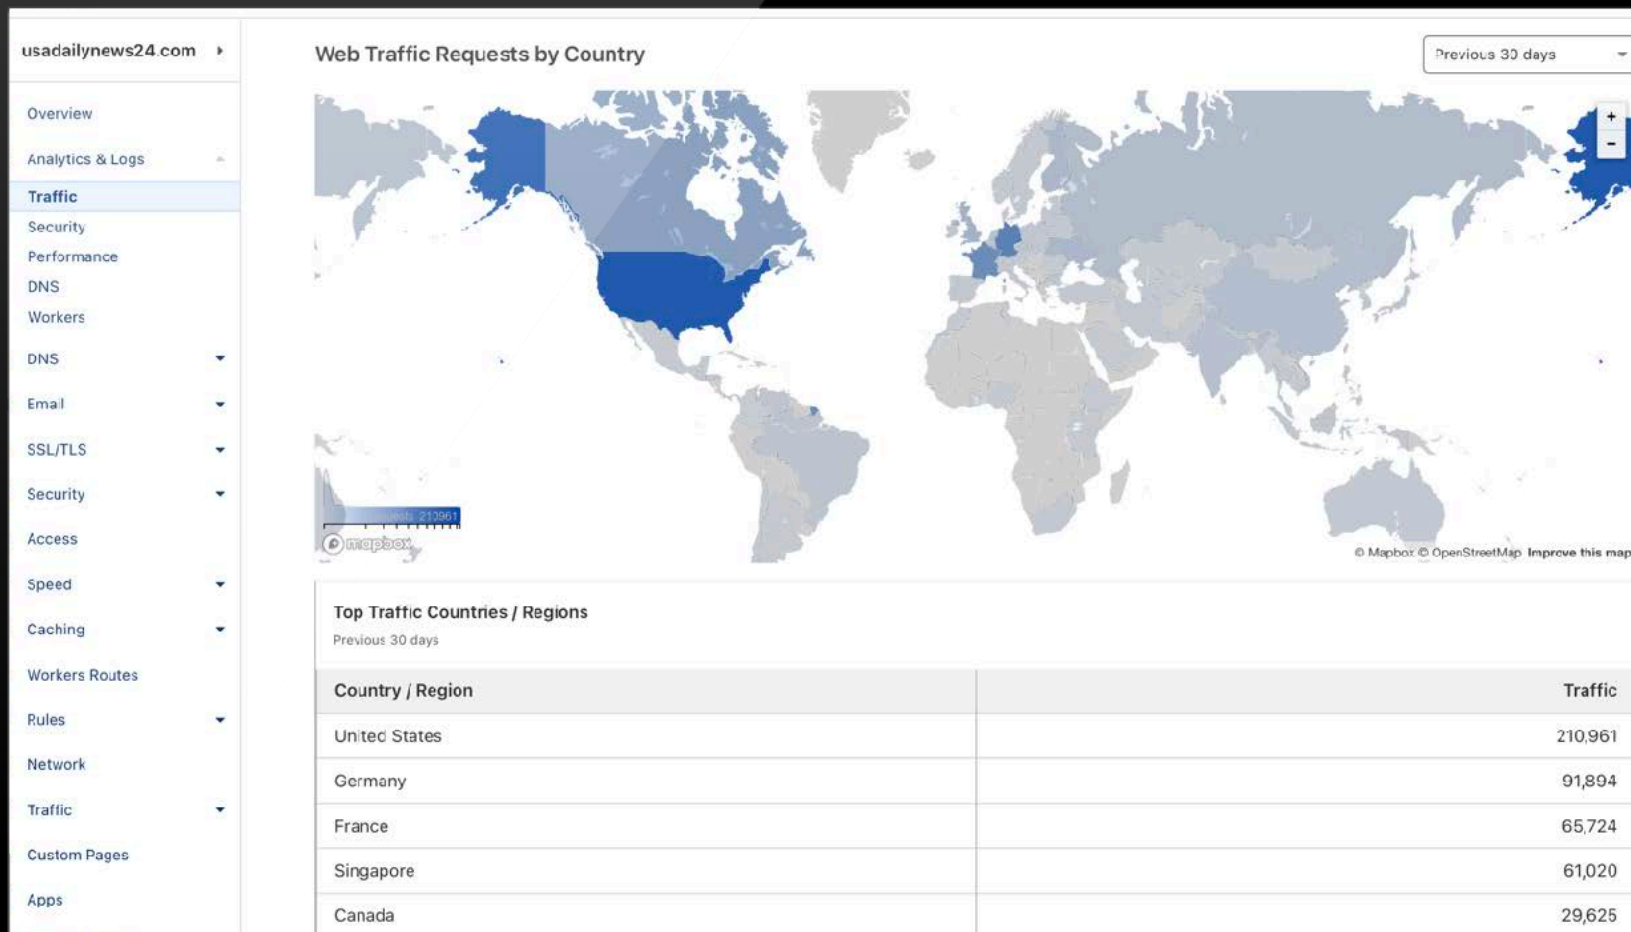 usadailynews24.com
Web Traffic Requests by Country
Previous 30 days
Overview
Analytics & Logs
Traffic
Security
Performance
DNS
Workers
DNS
Email
SSL/TLS
Security
Access
Speed
Caching
Workers Routes
Rules
Network
Traffic
Custom Pages
Apps
+
-
210961
mapbox
© Mapbox © OpenStreetMap Improve this map
Top Traffic Countries / Regions
Previous 30 days
Country / Region Traffic
United States 210,961
Germany 91,894
France 65,724
Singapore 61,020
Canada 29,625